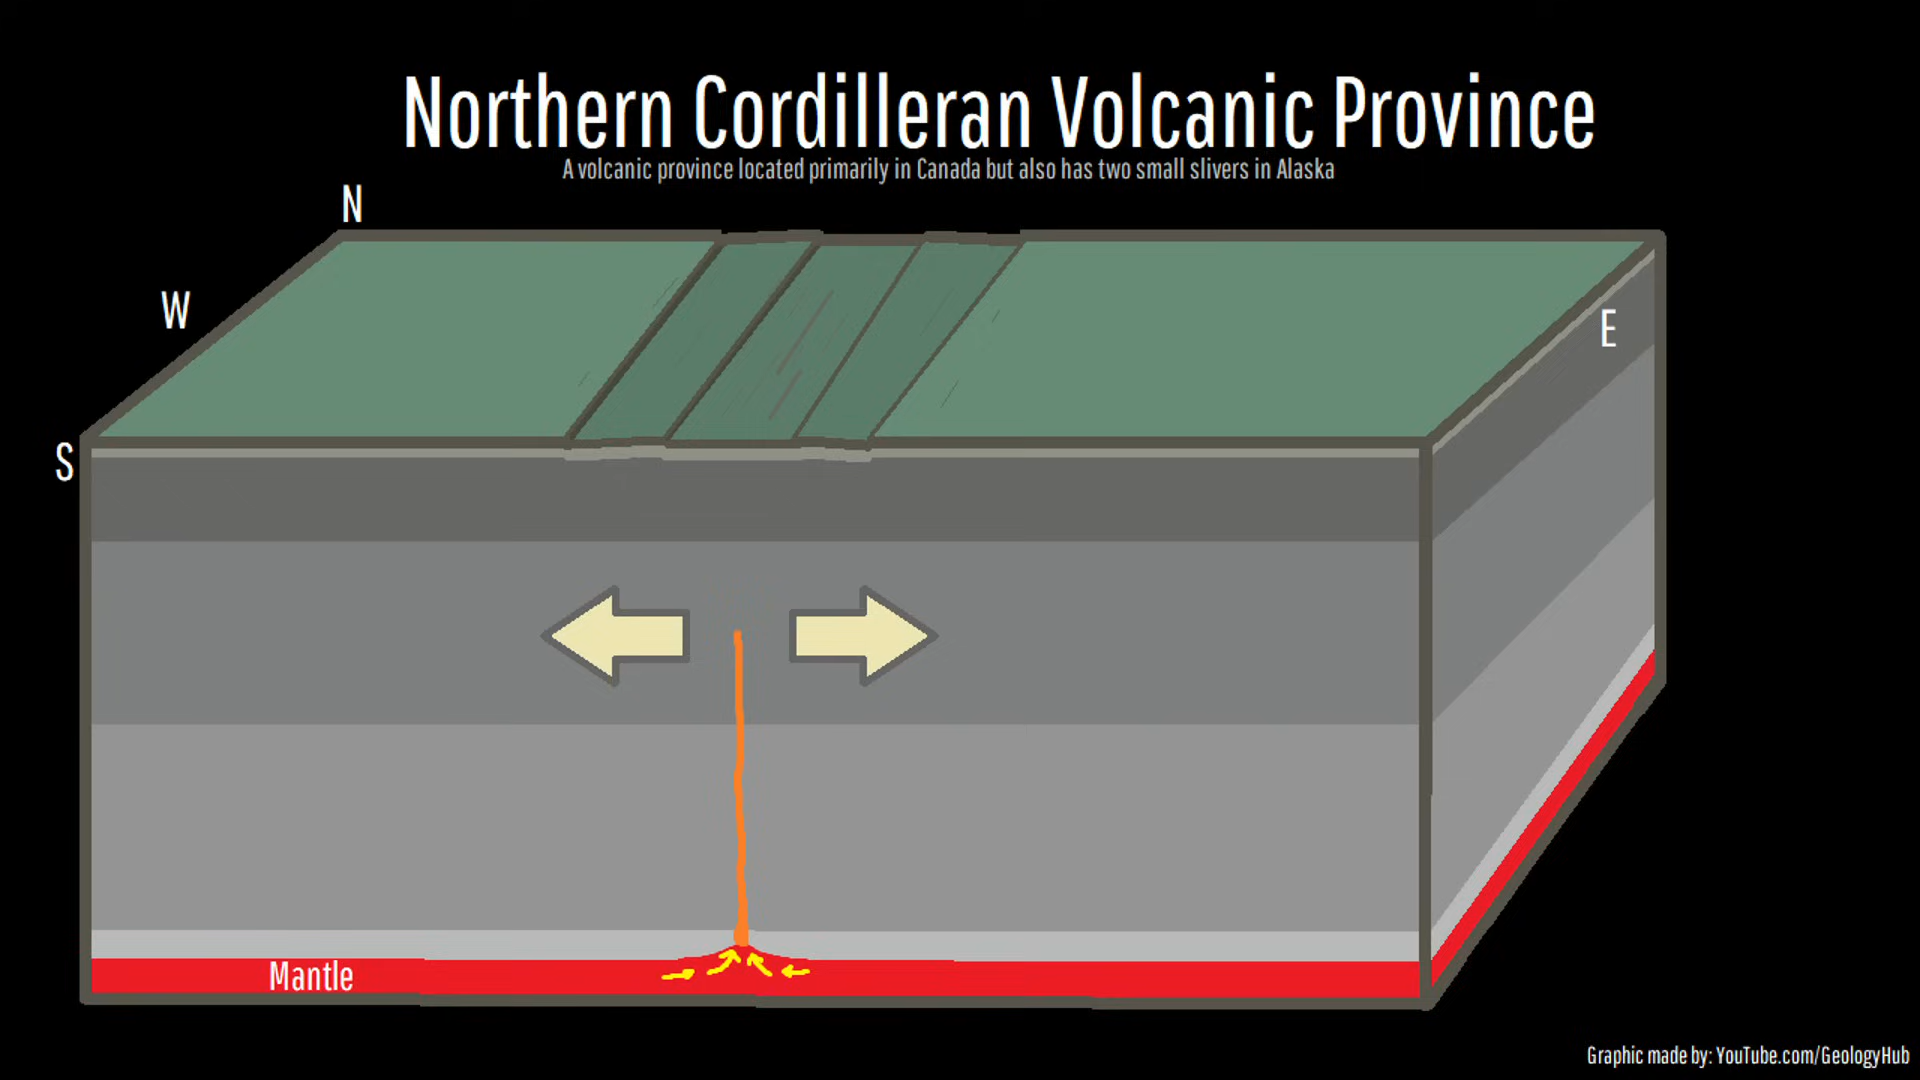 Northern Cordilleran Volcanic Province
A volcanic province located primarily in Canada but also has two small slivers in Alaska
N
W
E
S
Mantle
Graphic made by: YouTube.com/GeologyHub